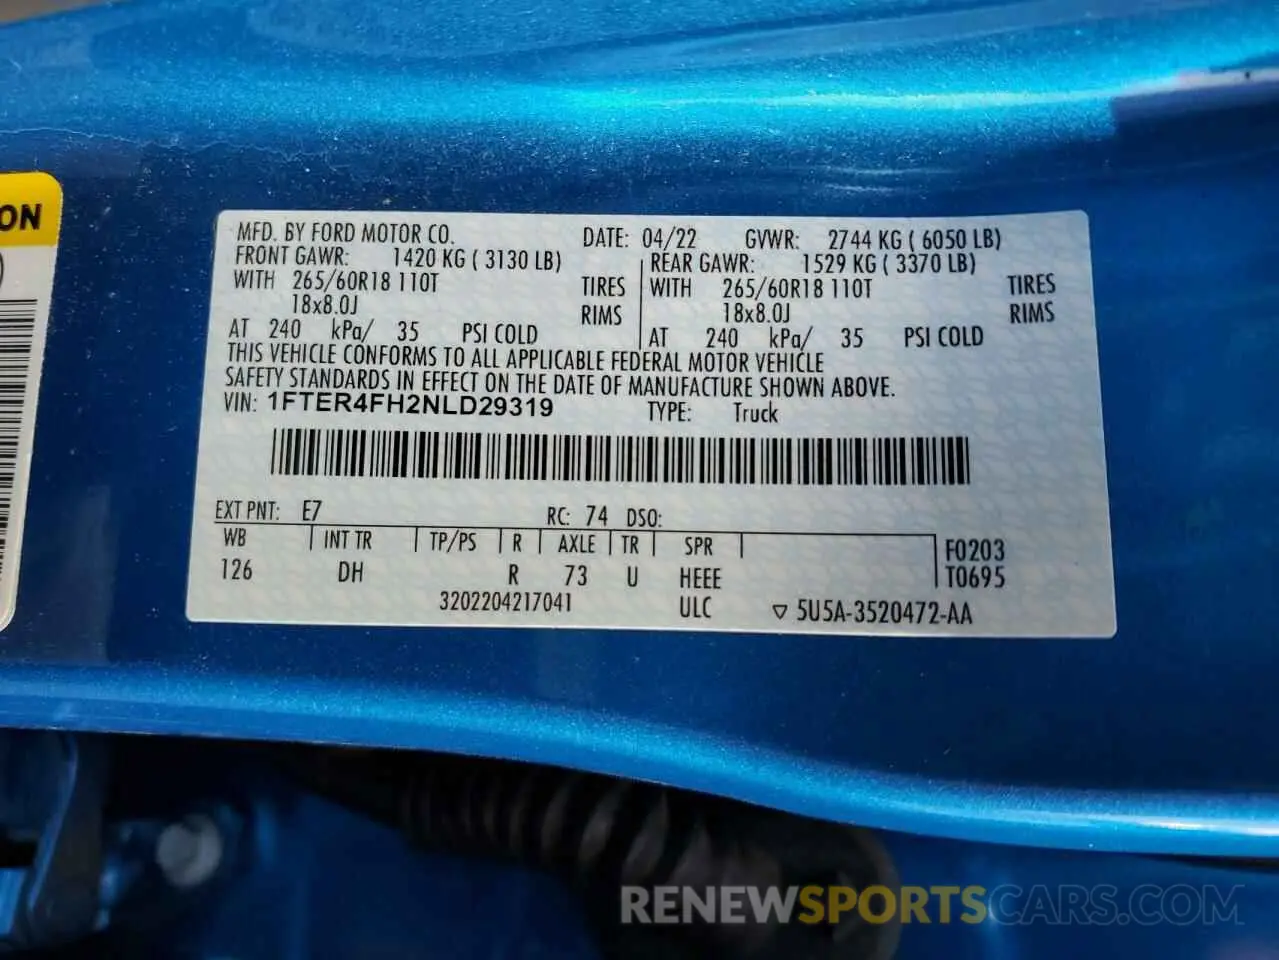 ON
MFD. BY FORD MOTOR CO. DATE: 04/22 GVWR: 2744 KG ( 6050 LB)
FRONT GAWR: 1420 KG ( 3130 LB) REAR GAWR: 1529 KG ( 3370 LB)
WITH 265/60R18 110T TIRES WITH 265/60R18 110T TIRES
18x8.0J RIMS 18x8.0J RIMS
AT 240 kPa/ 35 PSI COLD AT 240 kPa/ 35 PSI COLD
THIS VEHICLE CONFORMS TO ALL APPLICABLE FEDERAL MOTOR VEHICLE
SAFETY STANDARDS IN EFFECT ON THE DATE OF MANUFACTURE SHOWN ABOVE.
VIN: 1FTER4FH2NLD29319 TYPE: Truck
EXT PNT: E7 RC: 74 DSO:
WB INT TR TP/PS R AXLE TR SPR F0203
126 DH R 73 U HEEE T0695
3202204217041 ULC ▽ 5U5A-3520472-AA
RENEWSPORTSCARS.COM